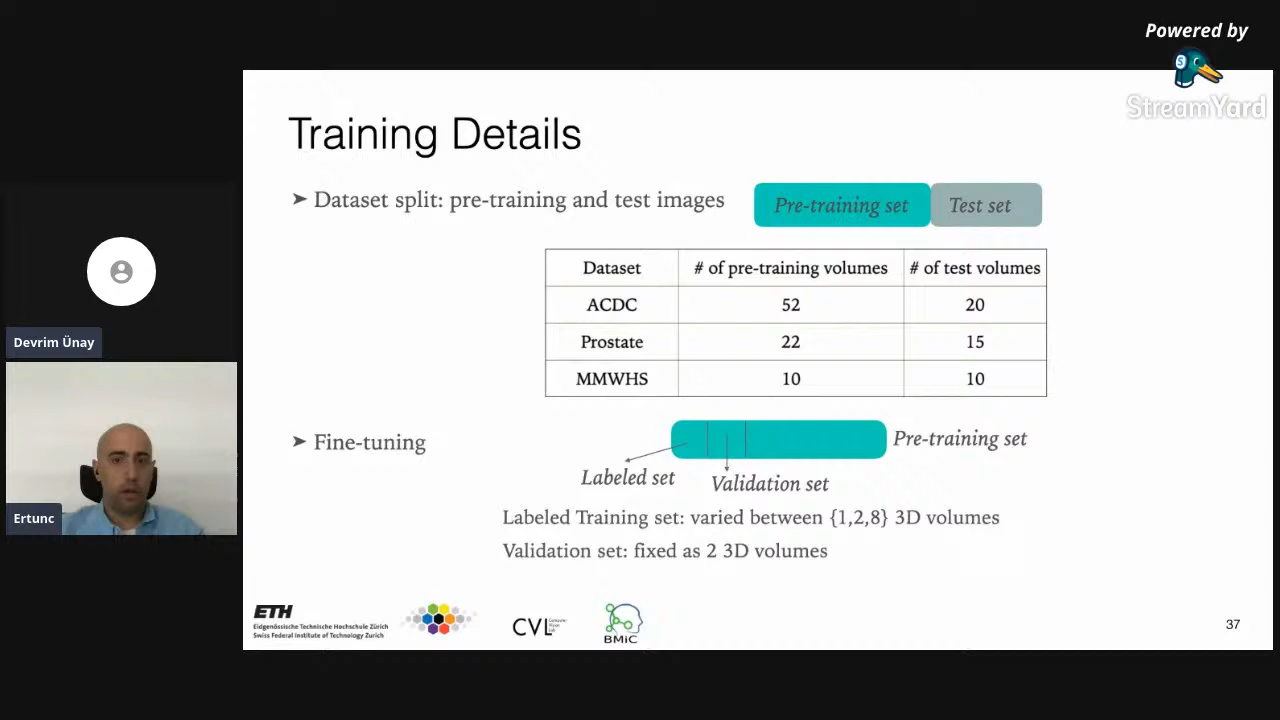 Powered by
StreamYard
Training Details
➤ Dataset split: pre-training and test images
Pre-training set
Test set
Dataset # of pre-training volumes # of test volumes
ACDC 52 20
Prostate 22 15
MMWHS 10 10
➤ Fine-tuning
Pre-training set
Labeled set
Validation set
Labeled Training set: varied between {1,2,8} 3D volumes
Validation set: fixed as 2 3D volumes
Devrim Ünay
Ertunc
ETH
Eidgenössische Technische Hochschule Zürich
Swiss Federal Institute of Technology Zurich
CVL
BMiC
37